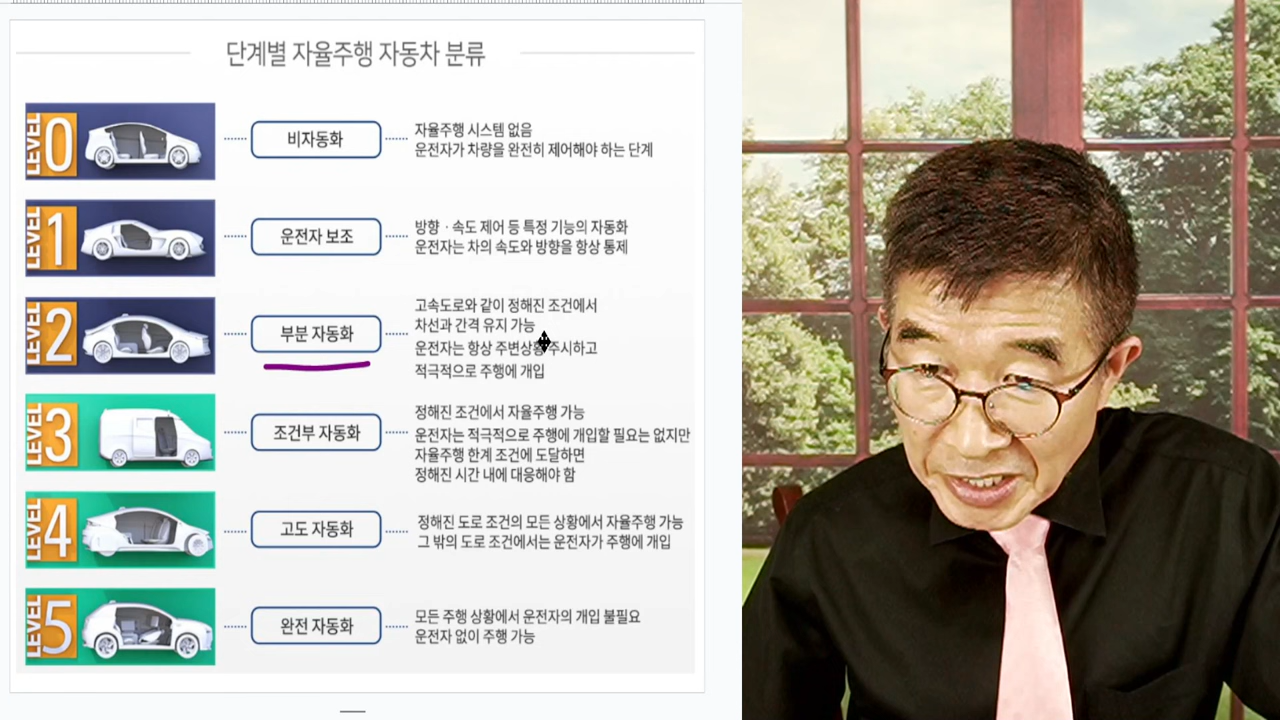 단계별 자율주행 자동차 분류
LEVEL 0
비자동화
자율주행 시스템 없음
운전자가 차량을 완전히 제어해야 하는 단계
LEVEL 1
운전자 보조
방향 · 속도 제어 등 특정 기능의 자동화
운전자는 차의 속도와 방향을 항상 통제
LEVEL 2
부분 자동화
고속도로와 같이 정해진 조건에서
차선과 간격 유지 가능
운전자는 항상 주변상황 주시하고
적극적으로 주행에 개입
LEVEL 3
조건부 자동화
정해진 조건에서 자율주행 가능
운전자는 적극적으로 주행에 개입할 필요는 없지만
자율주행 한계 조건에 도달하면
정해진 시간 내에 대응해야 함
LEVEL 4
고도 자동화
정해진 도로 조건의 모든 상황에서 자율주행 가능
그 밖의 도로 조건에서는 운전자가 주행에 개입
LEVEL 5
완전 자동화
모든 주행 상황에서 운전자의 개입 불필요
운전자 없이 주행 가능